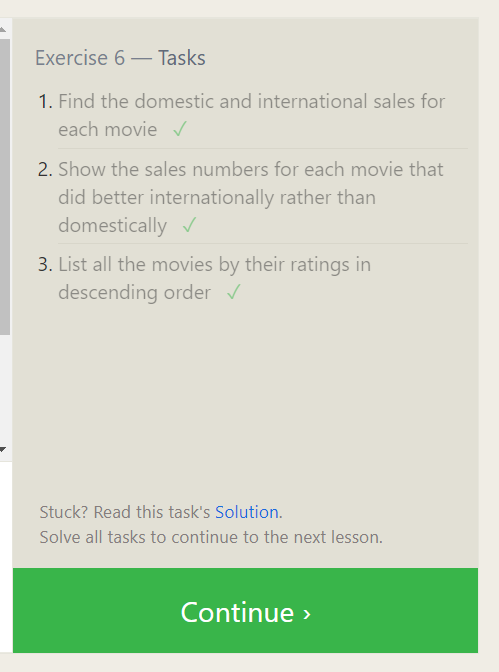 Exercise 6 — Tasks
1. Find the domestic and international sales for
each movie ✓
2. Show the sales numbers for each movie that
did better internationally rather than
domestically ✓
3. List all the movies by their ratings in
descending order ✓
Stuck? Read this task's Solution.
Solve all tasks to continue to the next lesson.
Continue ›